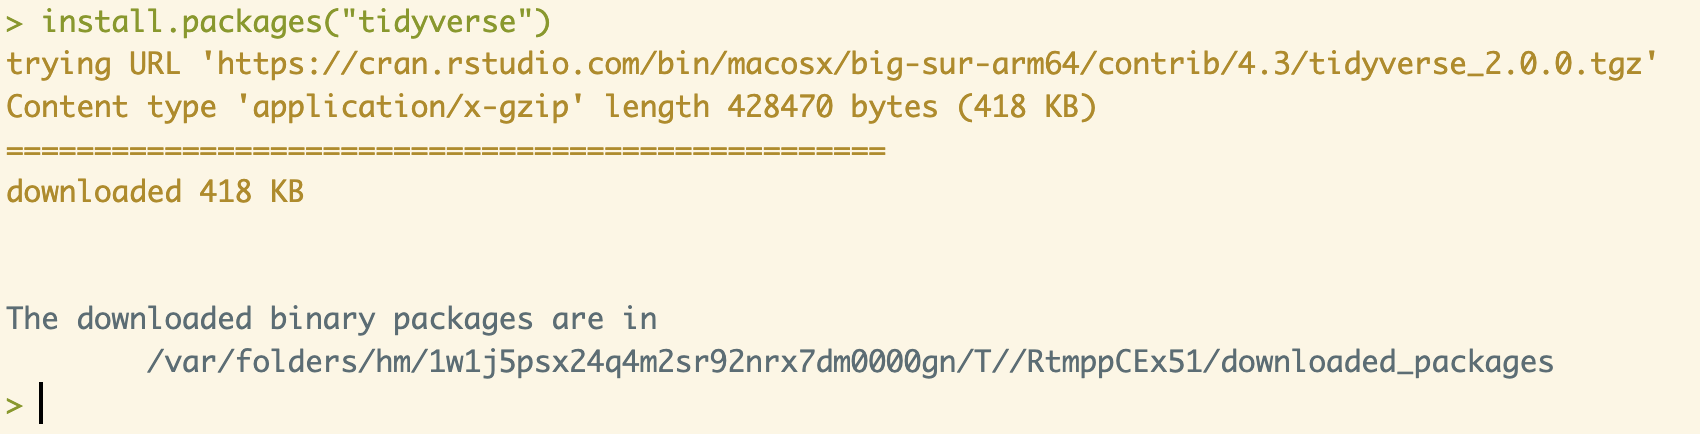 > install.packages("tidyverse")
trying URL 'https://cran.rstudio.com/bin/macosx/big-sur-arm64/contrib/4.3/tidyverse_2.0.0.tgz'
Content type 'application/x-gzip' length 428470 bytes (418 KB)
==================================================
downloaded 418 KB
The downloaded binary packages are in
/var/folders/hm/1w1j5psx24q4m2sr92nrx7dm0000gn/T//RtmppCEx51/downloaded_packages
>